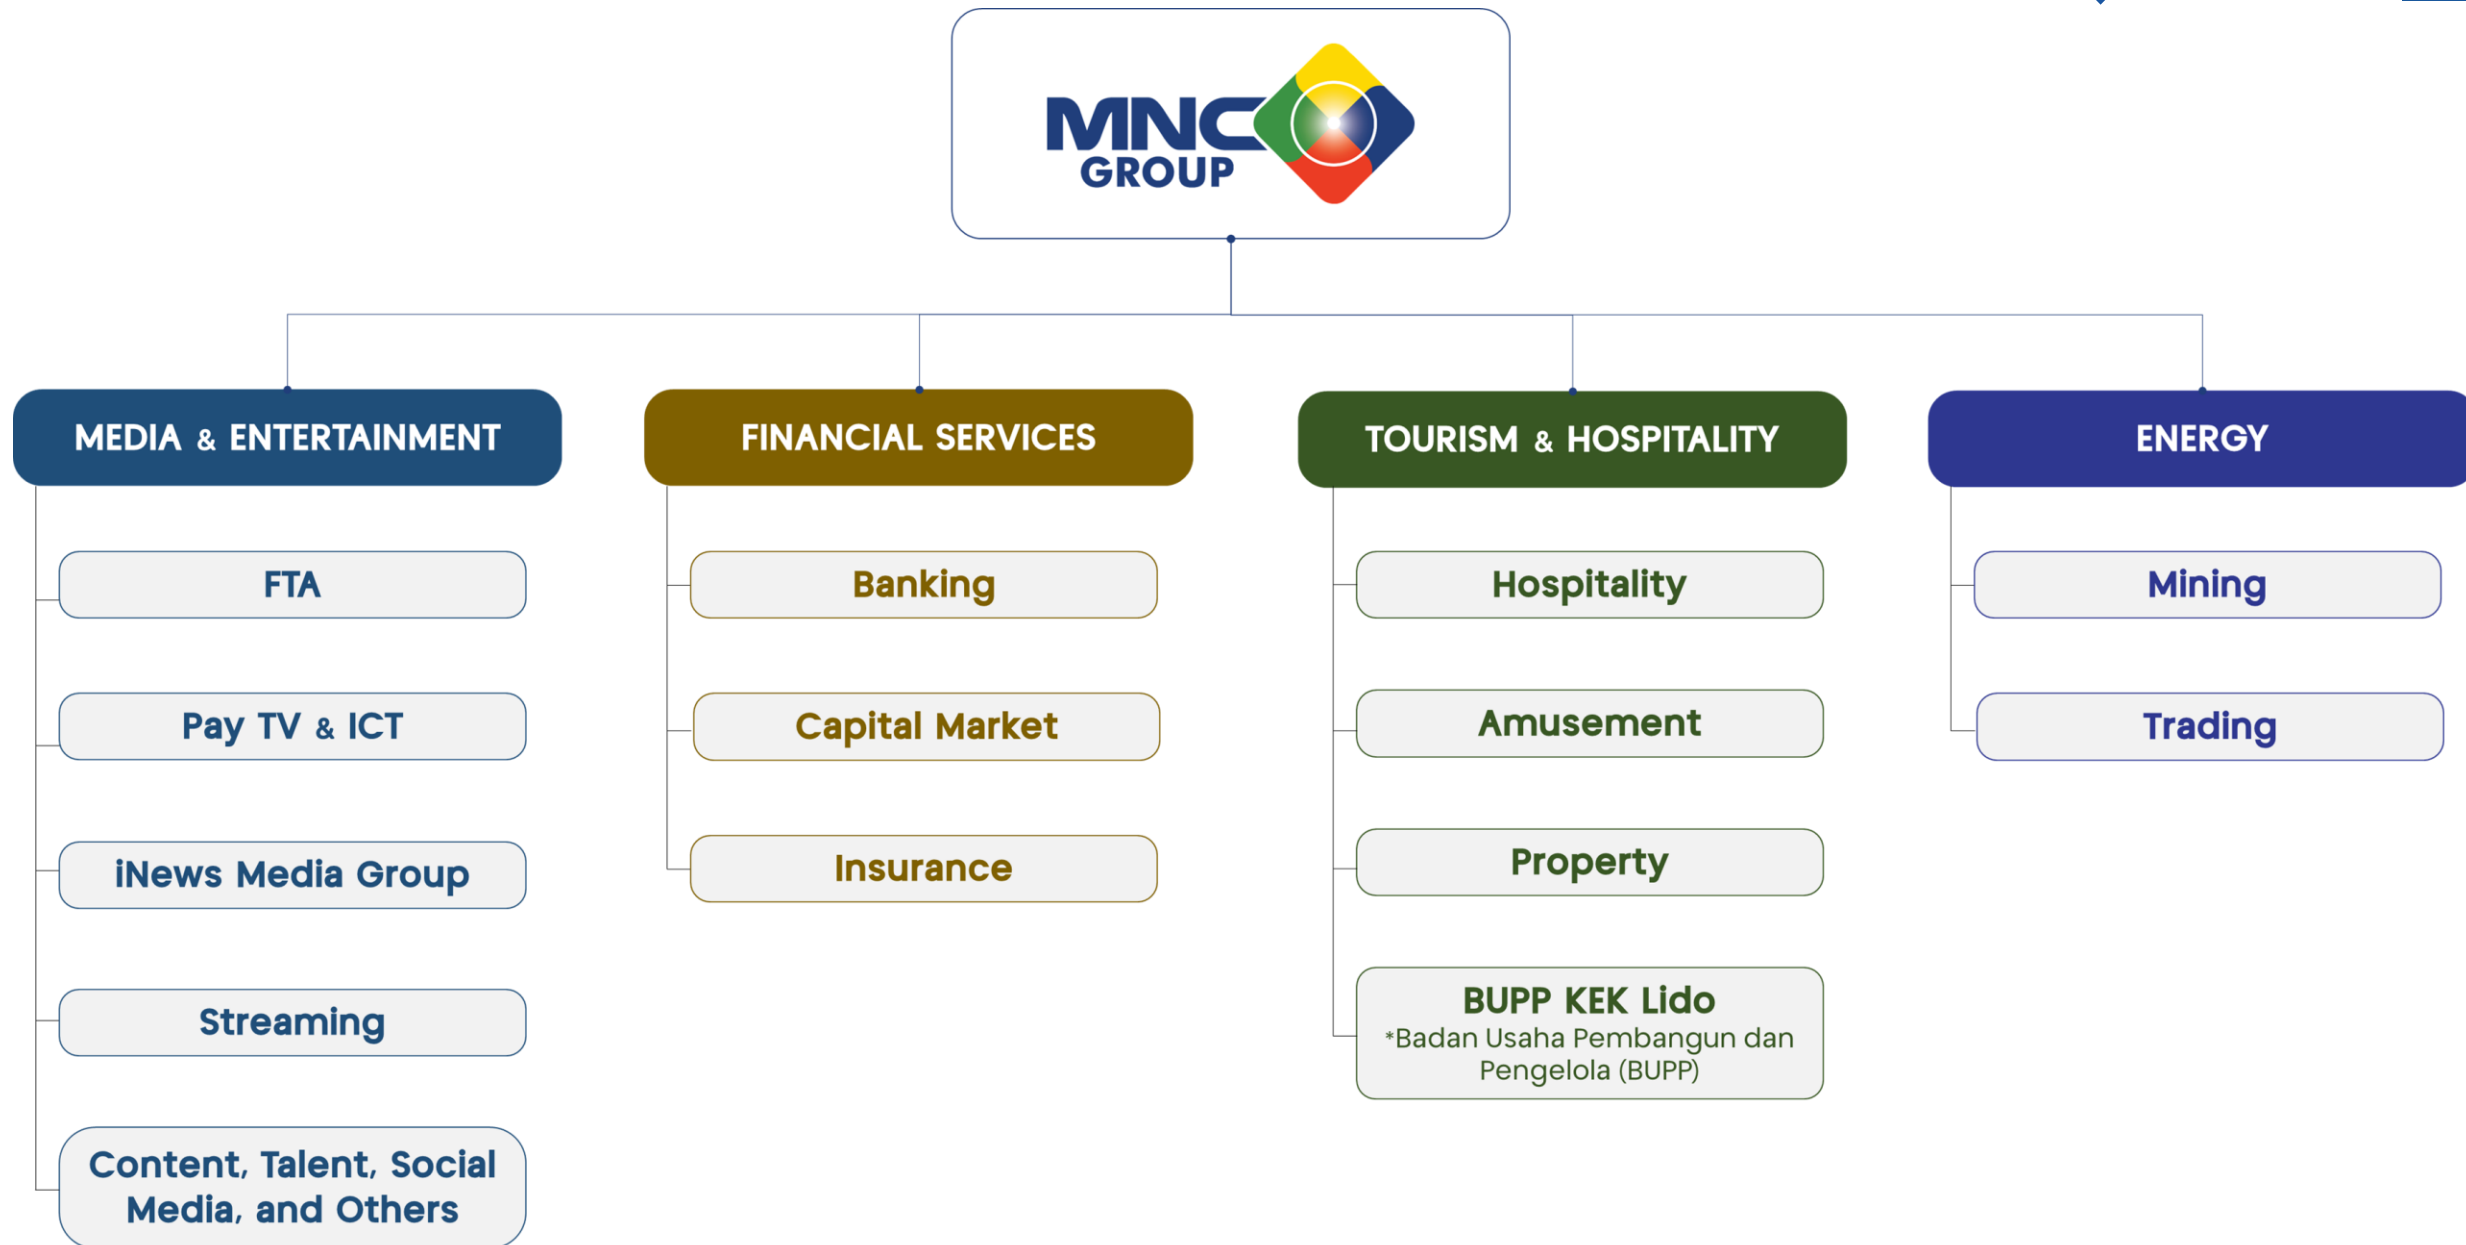 MNC
GROUP
MEDIA & ENTERTAINMENT
FTA
Pay TV & ICT
iNews Media Group
Streaming
Content, Talent, Social
Media, and Others
FINANCIAL SERVICES
Banking
Capital Market
Insurance
TOURISM & HOSPITALITY
Hospitality
Amusement
Property
BUPP KEK Lido
*Badan Usaha Pembangun dan
Pengelola (BUPP)
ENERGY
Mining
Trading